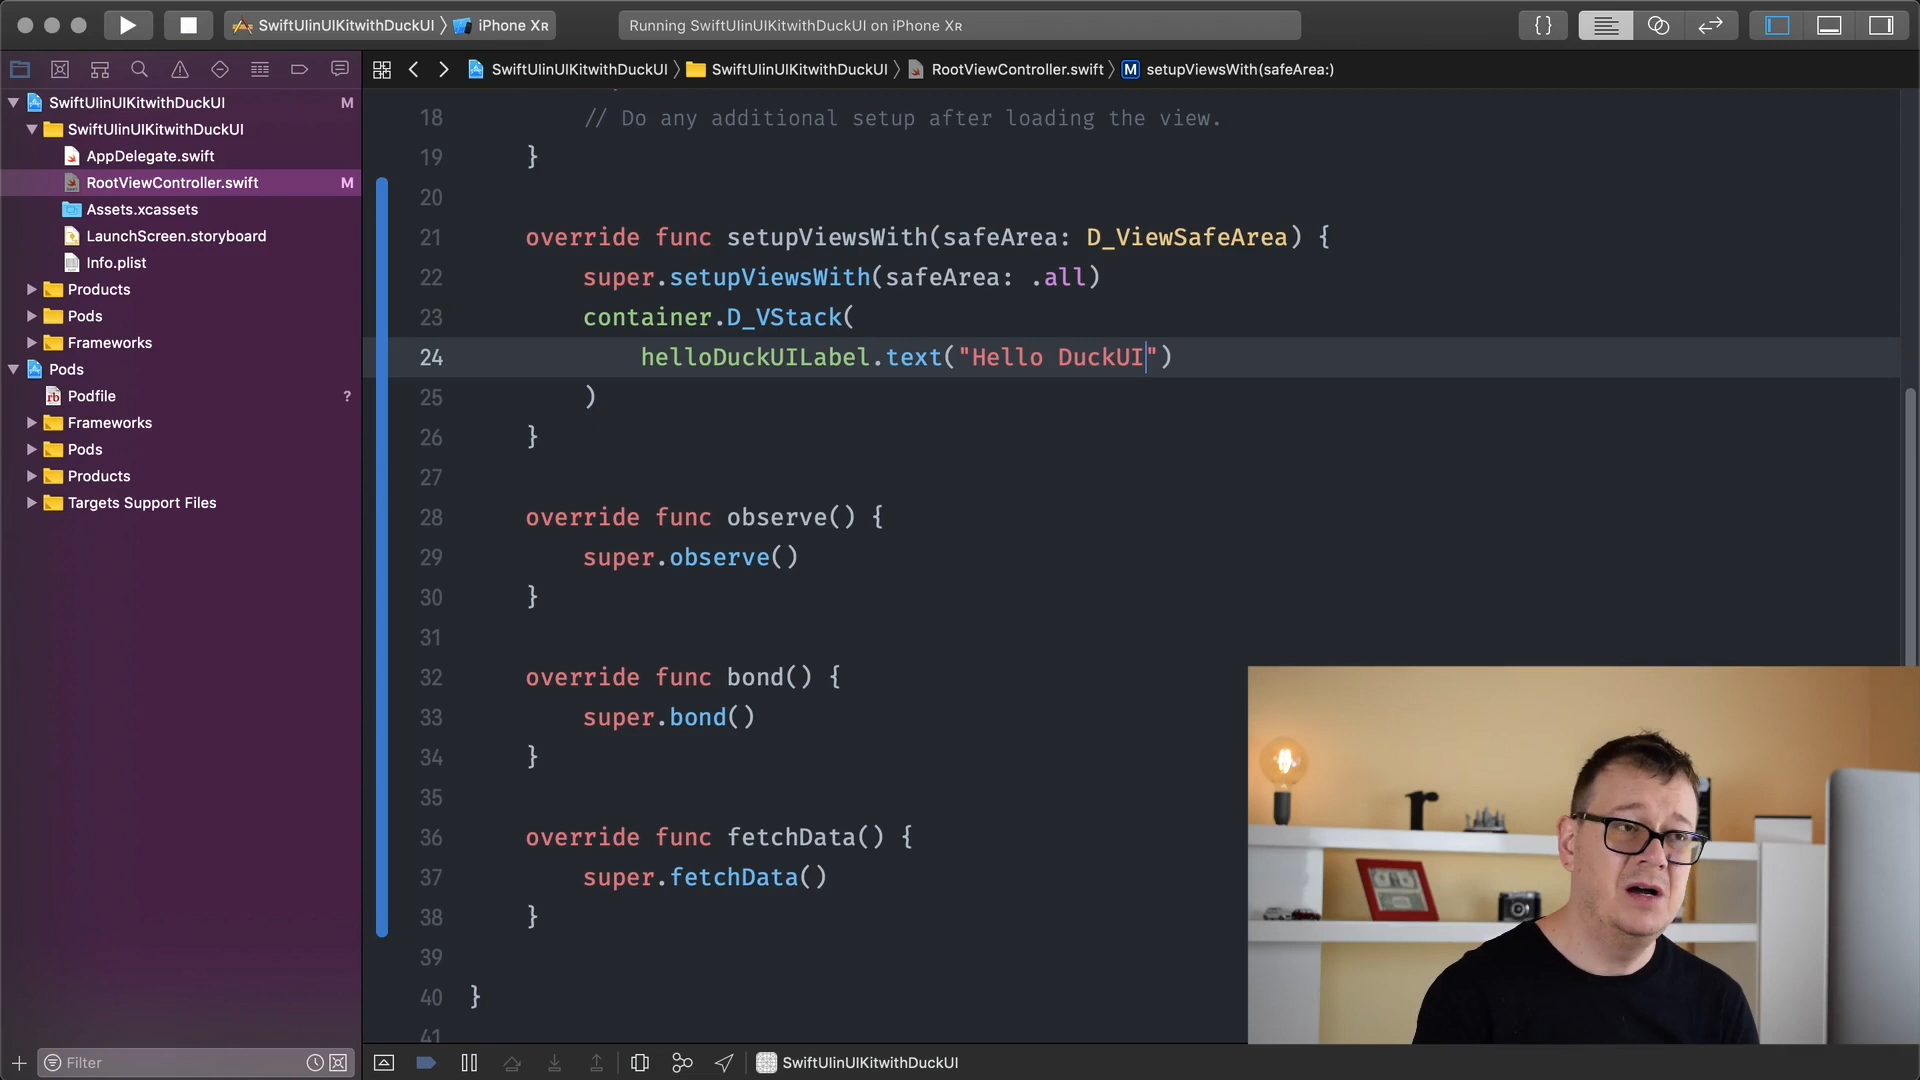 SwiftUIinUIKitwithDuckUI 〉 iPhone Xʀ
Running SwiftUIinUIKitwithDuckUI on iPhone Xʀ
{}
SwiftUIinUIKitwithDuckUI 〉 SwiftUIinUIKitwithDuckUI 〉 RootViewController.swift 〉 M setupViewsWith(safeArea:)
SwiftUIinUIKitwithDuckUI M
SwiftUIinUIKitwithDuckUI
AppDelegate.swift
RootViewController.swift M
Assets.xcassets
LaunchScreen.storyboard
Info.plist
Products
Pods
Frameworks
Pods
Podfile ?
Frameworks
Pods
Products
Targets Support Files
Filter
18 // Do any additional setup after loading the view.
19 }
20
21 override func setupViewsWith(safeArea: D_ViewSafeArea) {
22 super.setupViewsWith(safeArea: .all)
23 container.D_VStack(
24 helloDuckUILabel.text("Hello DuckUI")
25 )
26 }
27
28 override func observe() {
29 super.observe()
30 }
31
32 override func bond() {
33 super.bond()
34 }
35
36 override func fetchData() {
37 super.fetchData()
38 }
39
40 }
41
SwiftUIinUIKitwithDuckUI